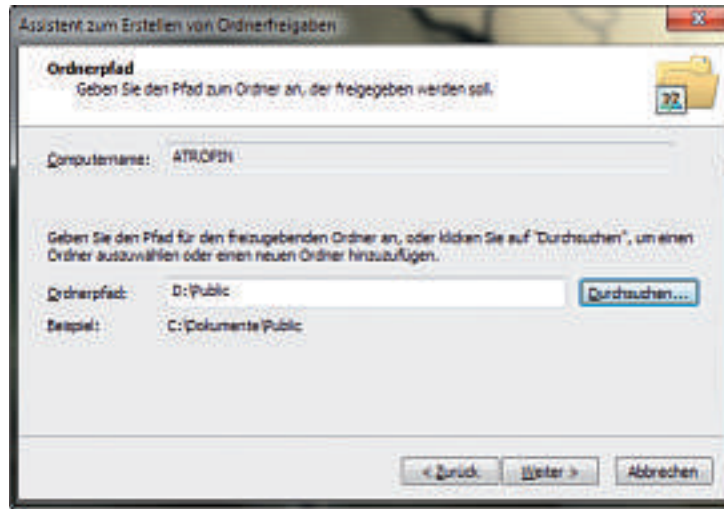 Assistent zum Erstellen von Ordnerfreigaben
Ordnerpfad
Geben Sie den Pfad zum Ordner an, der freigegeben werden soll.
Computername: ATROPIN
Geben Sie den Pfad für den freizugebenden Ordner an, oder klicken Sie auf "Durchsuchen", um einen
Ordner auszuwählen oder einen neuen Ordner hinzuzufügen.
Ordnerpfad: D:\Public Durchsuchen...
Beispiel: C:\Dokumente\Public
< Zurück Weiter > Abbrechen